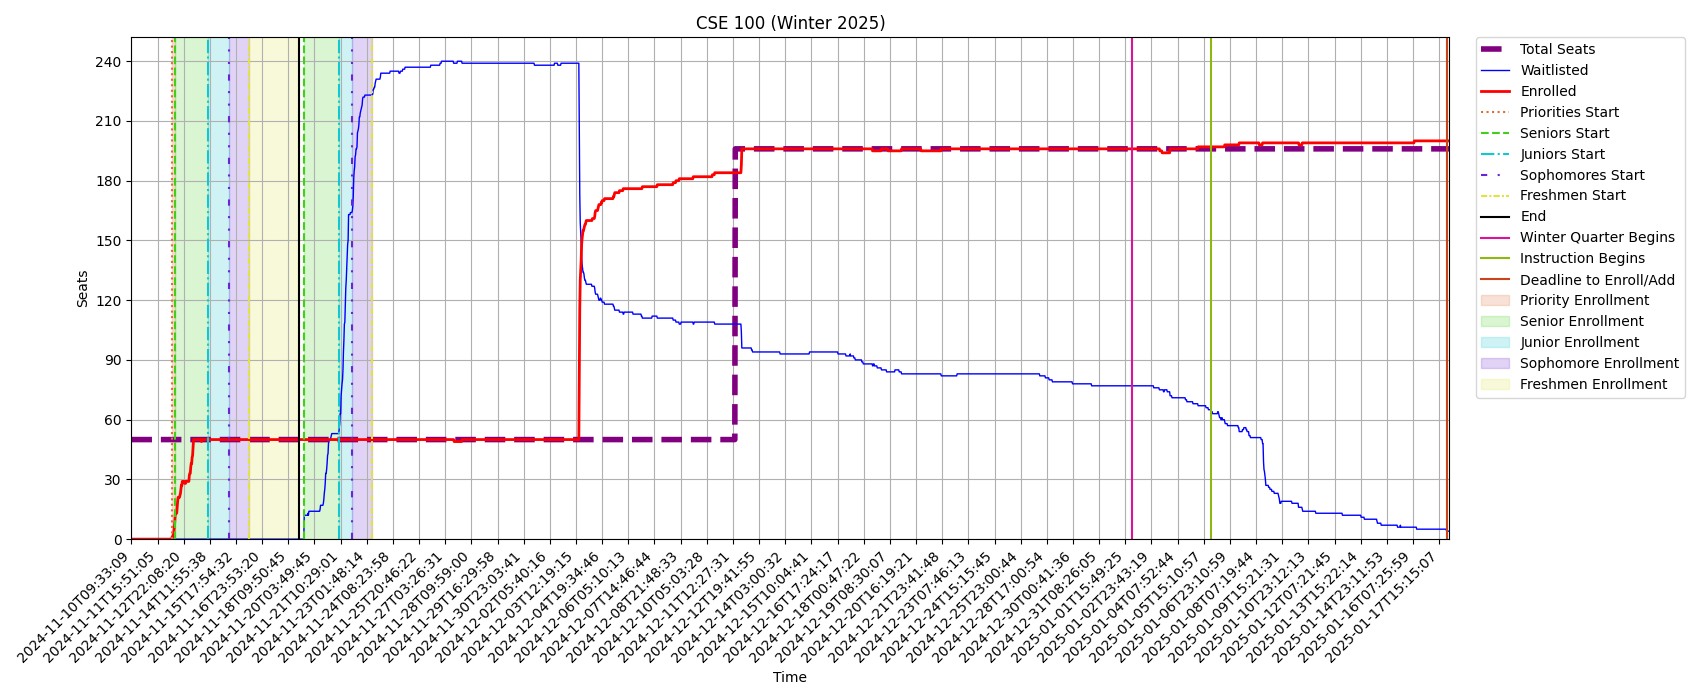 CSE 100 (Winter 2025)
Seats
240
210
180
150
120
90
60
30
0
2024-11-10T09:33:09
2024-11-11T15:51:05
2024-11-12T22:08:20
2024-11-14T11:55:38
2024-11-15T17:54:32
2024-11-16T23:53:20
2024-11-18T09:50:45
2024-11-20T03:49:45
2024-11-21T10:29:01
2024-11-23T01:48:14
2024-11-24T08:23:58
2024-11-25T20:46:22
2024-11-27T03:26:31
2024-11-28T09:59:00
2024-11-29T16:29:58
2024-11-30T23:03:41
2024-12-02T05:40:16
2024-12-03T12:19:15
2024-12-04T19:34:46
2024-12-06T05:10:13
2024-12-07T14:46:44
2024-12-08T21:48:33
2024-12-10T05:03:28
2024-12-11T12:27:31
2024-12-12T19:41:55
2024-12-14T03:00:32
2024-12-15T10:04:41
2024-12-16T17:24:17
2024-12-18T00:47:22
2024-12-19T08:30:07
2024-12-20T16:19:21
2024-12-21T23:41:48
2024-12-23T07:46:13
2024-12-24T15:15:45
2024-12-25T23:00:44
2024-12-28T17:00:54
2024-12-30T00:41:36
2024-12-31T08:26:05
2025-01-01T15:49:25
2025-01-02T23:43:19
2025-01-04T07:52:44
2025-01-05T15:10:57
2025-01-06T23:10:59
2025-01-08T07:19:44
2025-01-09T15:21:31
2025-01-10T23:12:13
2025-01-12T07:21:45
2025-01-13T15:22:14
2025-01-14T23:11:53
2025-01-16T07:25:59
2025-01-17T15:15:07
Time
Total Seats
Waitlisted
Enrolled
Priorities Start
Seniors Start
Juniors Start
Sophomores Start
Freshmen Start
End
Winter Quarter Begins
Instruction Begins
Deadline to Enroll/Add
Priority Enrollment
Senior Enrollment
Junior Enrollment
Sophomore Enrollment
Freshmen Enrollment